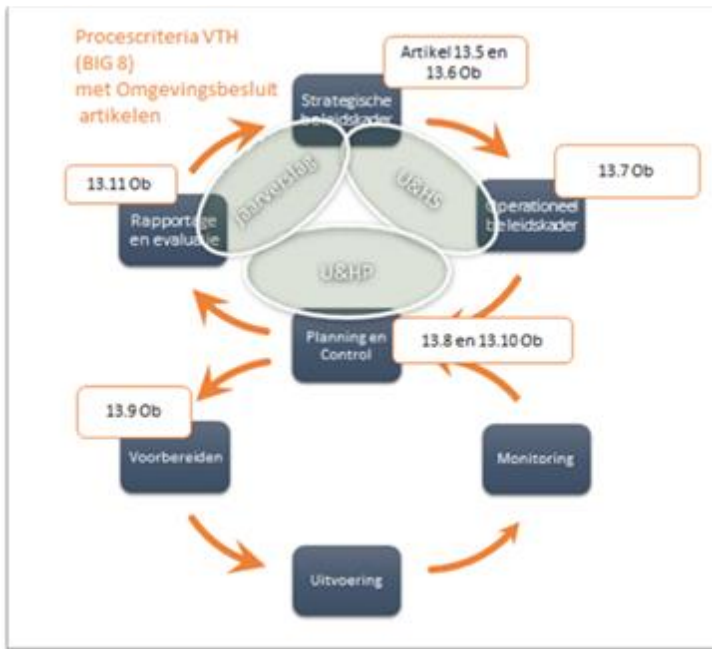 Procescriteria VTH
(BIG 8)
met Omgevingsbesluit
artikelen
Artikel 13.5 en
13.6 Ob
Strategische
beleidskader
13.11 Ob
Jaarverslag
U&HS
13.7 Ob
Rapportage
en evaluatie
Operationeel
beleidskader
U&HP
Planning en
Control
13.8 en 13.10 Ob
13.9 Ob
Voorbereiden
Monitoring
Uitvoering